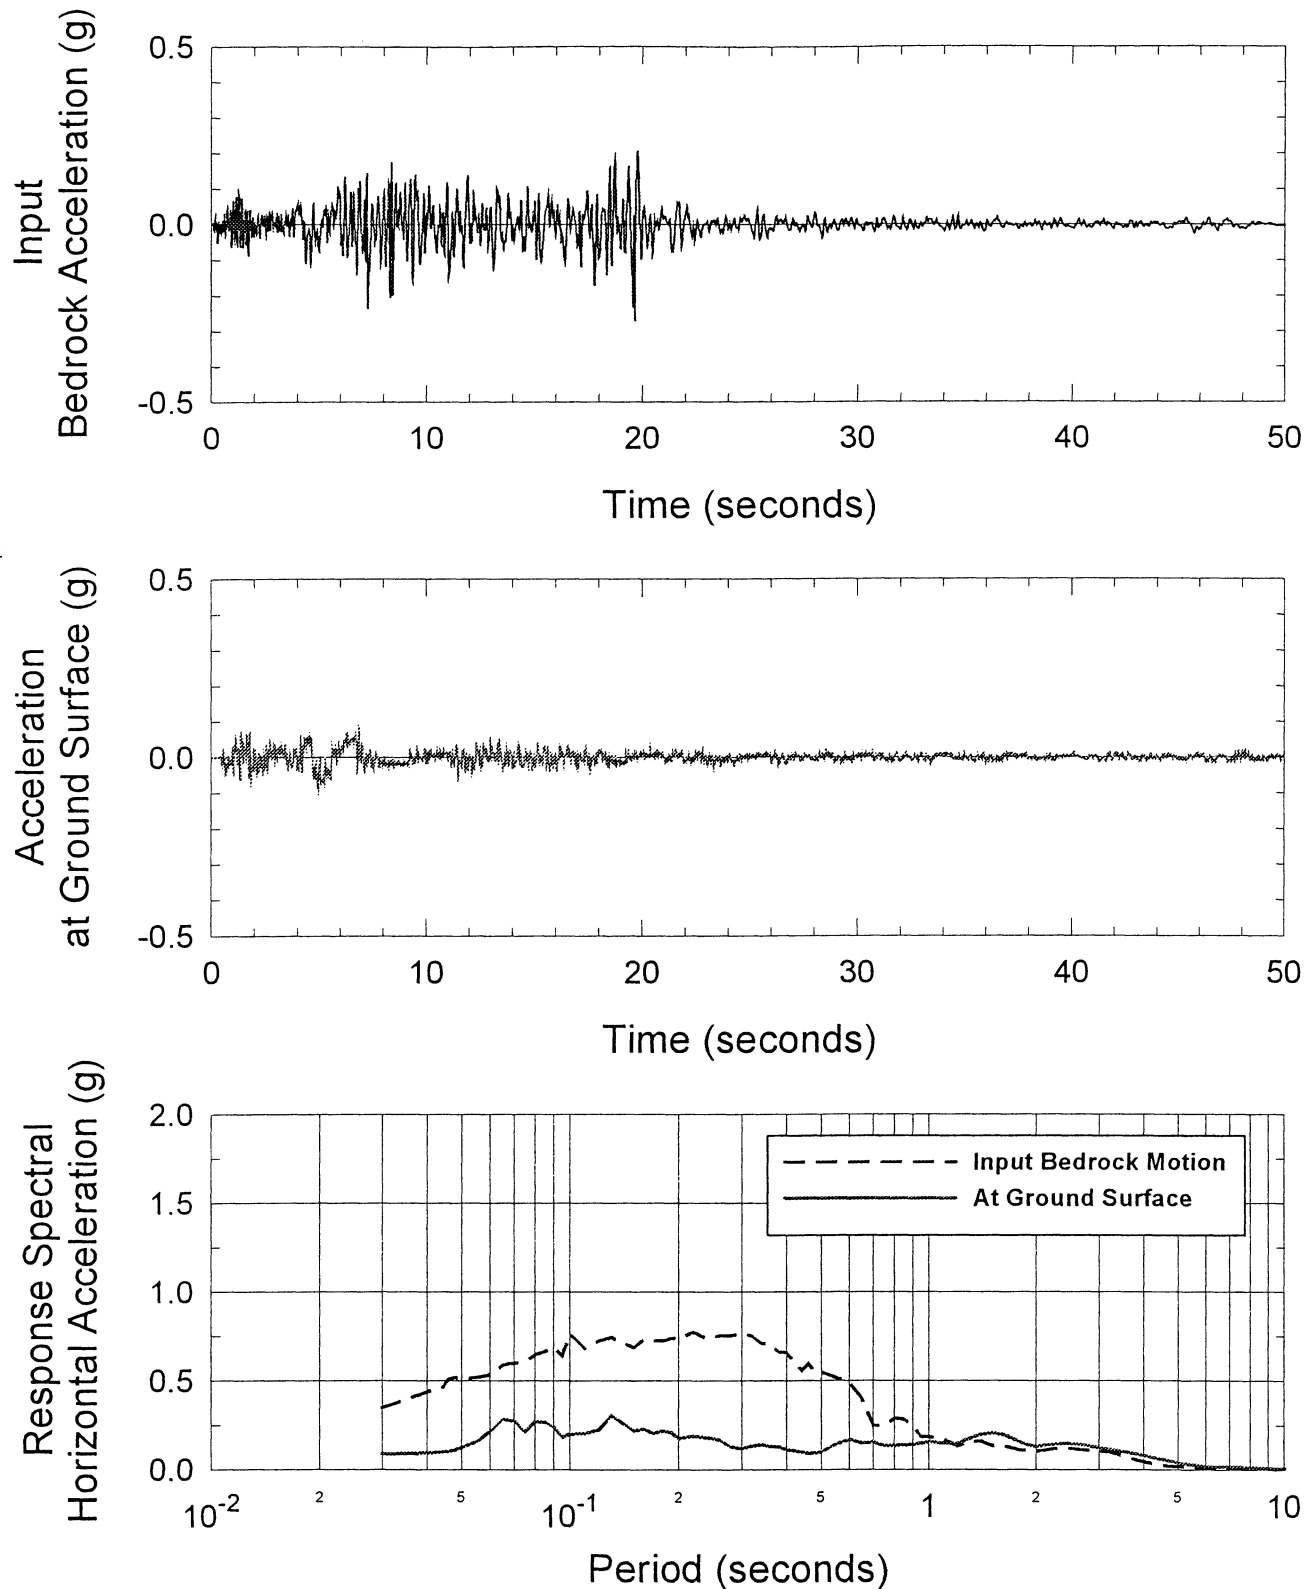 Input
Bedrock Acceleration (g)
0.5
0.0
-0.5
0 10 20 30 40 50
Time (seconds)
Acceleration
at Ground Surface (g)
0.5
0.0
-0.5
0 10 20 30 40 50
Time (seconds)
Response Spectral
Horizontal Acceleration (g)
2.0
1.5
1.0
0.5
0.0
Input Bedrock Motion
At Ground Surface
10-2 2 5 10-1 2 5 1 2 5 10
Period (seconds)